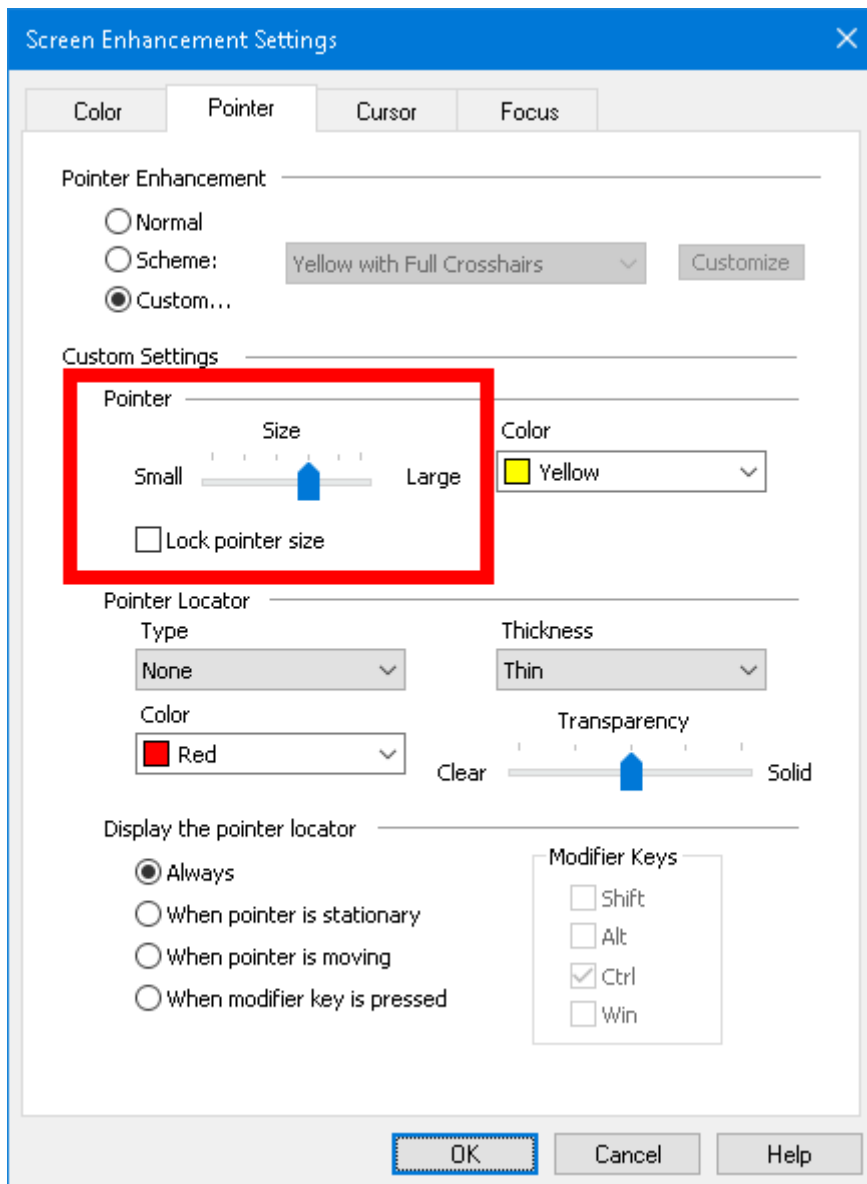 Screen Enhancement Settings
Color Pointer Cursor Focus
Pointer Enhancement
Normal
Scheme: Yellow with Full Crosshairs Customize
Custom...
Custom Settings
Pointer
Size Color
Small Large Yellow
Lock pointer size
Pointer Locator
Type Thickness
None Thin
Color Transparency
Red Clear Solid
Display the pointer locator
Modifier Keys
Always
Shift
When pointer is stationary
Alt
When pointer is moving
Ctrl
When modifier key is pressed
Win
OK Cancel Help